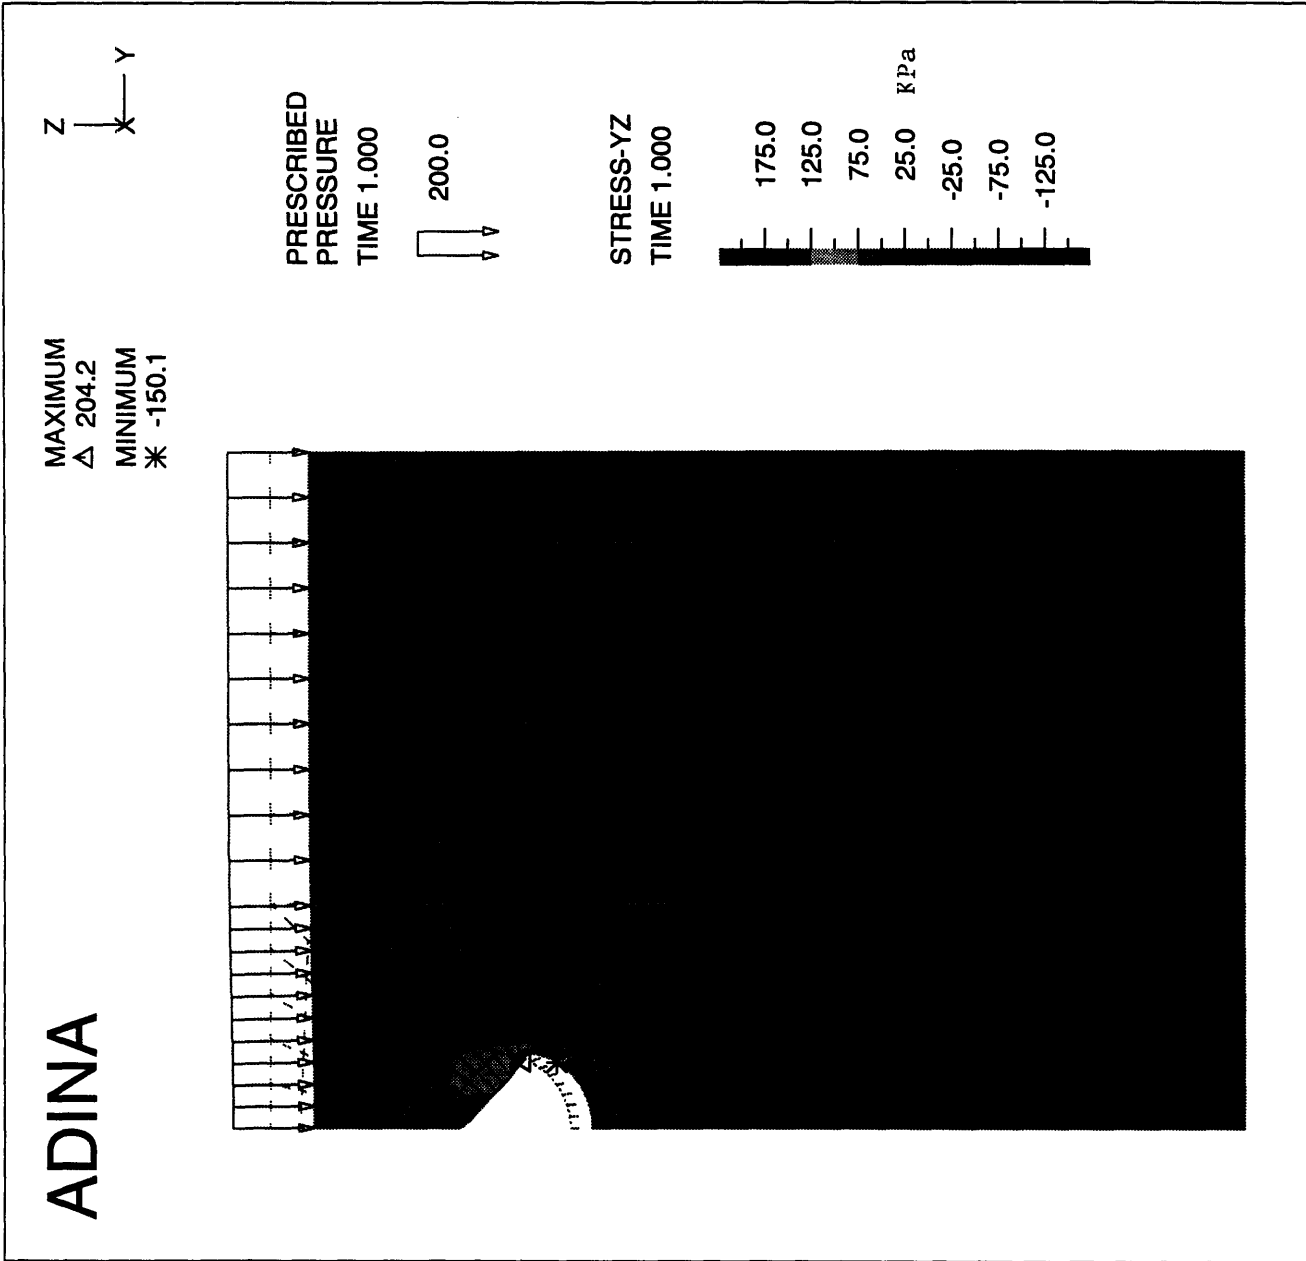 ADINA
MAXIMUM
△ 204.2
MINIMUM
✳ -150.1
Z
X Y
PRESCRIBED
PRESSURE
TIME 1.000
200.0
STRESS-YZ
TIME 1.000
175.0
125.0
75.0
25.0 KPa
-25.0
-75.0
-125.0